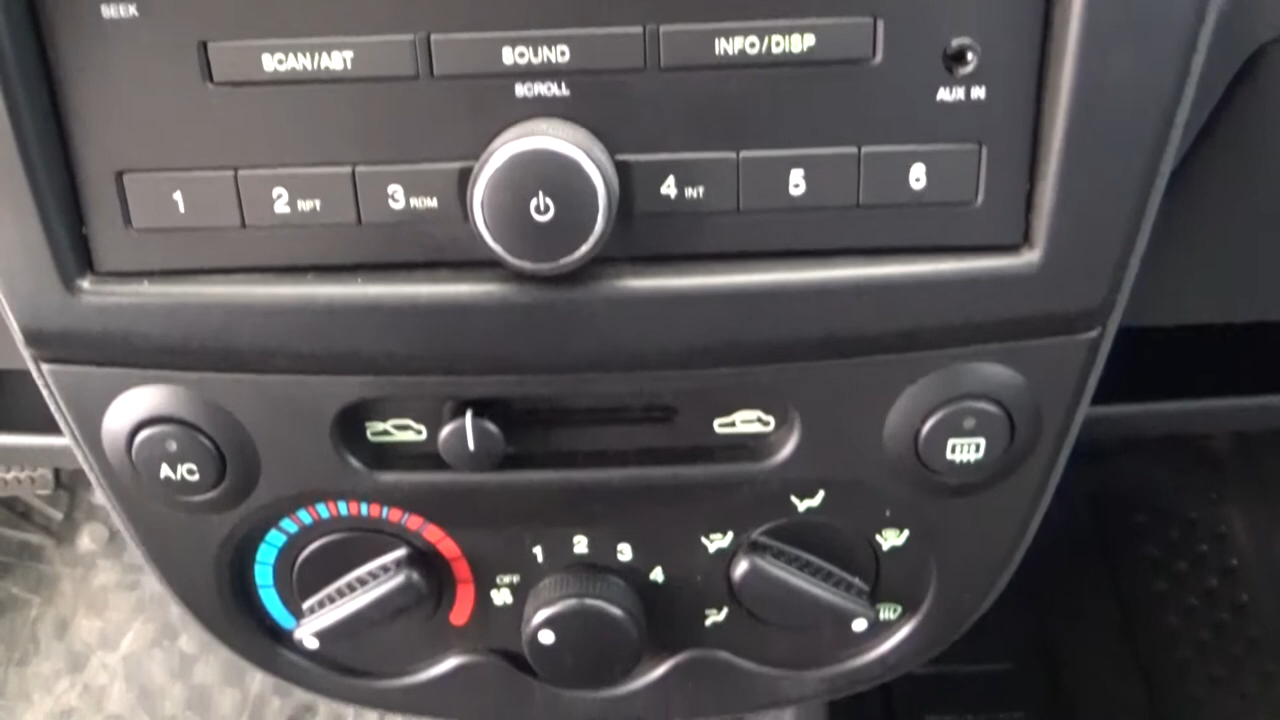 SEEK
SCAN/AST
SOUND
INFO/DISP
SCROLL
AUX IN
1
2 RPT
3 RDM
4 INT
5
6
A/C
1
2
3
4
OFF